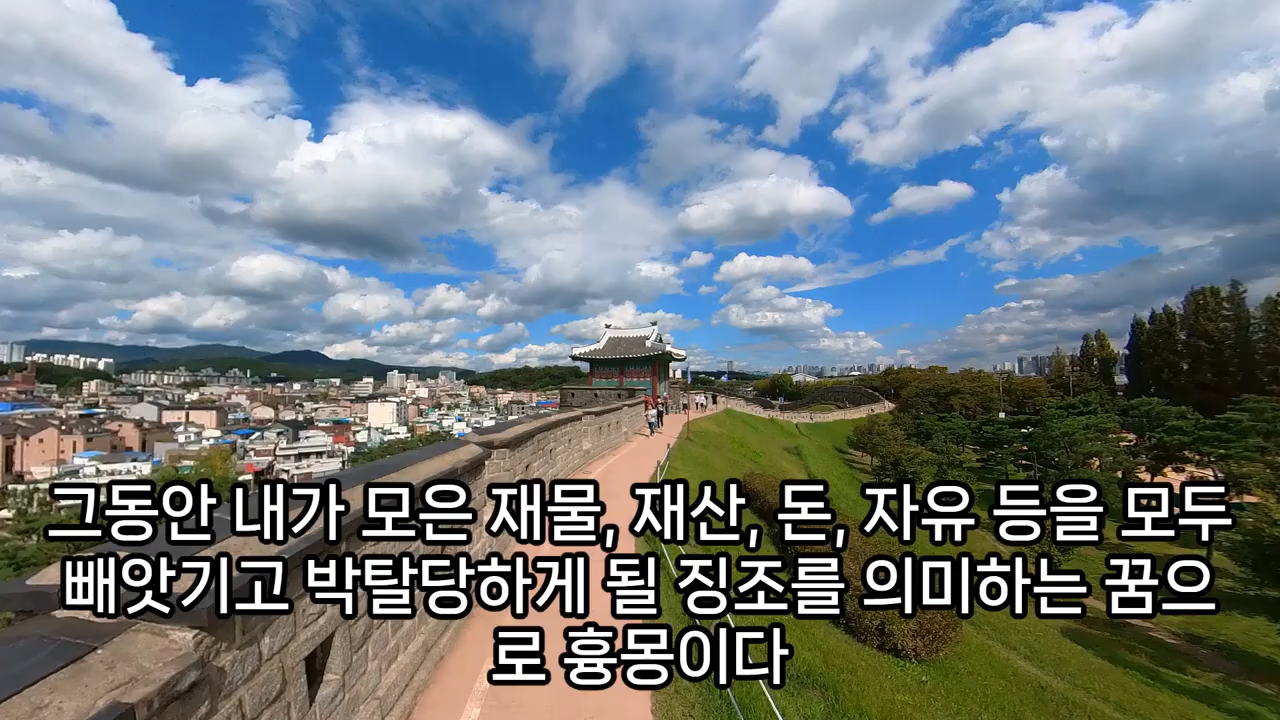 그동안 내가 모은 재물, 재산, 돈, 자유 등을 모두
빼앗기고 박탈당하게 될 징조를 의미하는 꿈으
로 흉몽이다